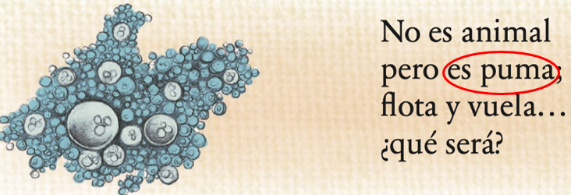 No es animal
pero es puma;
flota y vuela…
¿qué será?